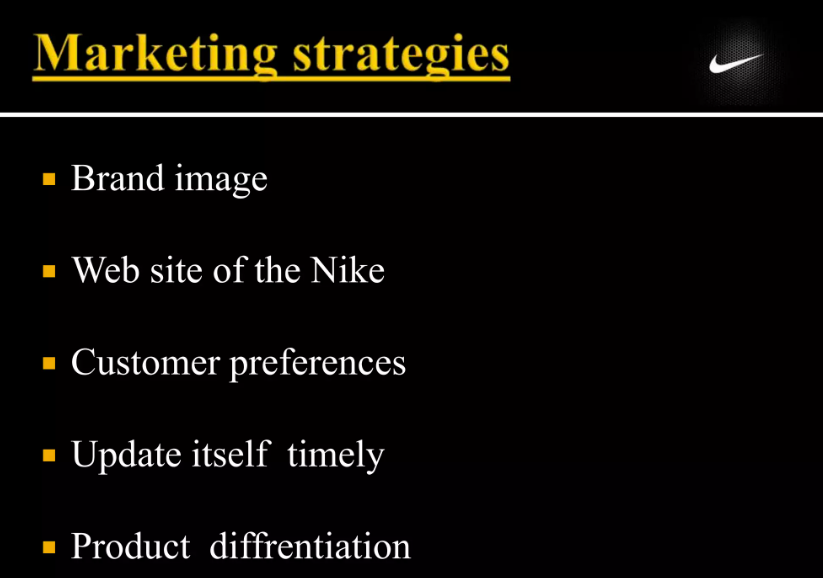 Marketing strategies
Brand image
Web site of the Nike
Customer preferences
Update itself  timely
Product  diffrentiation